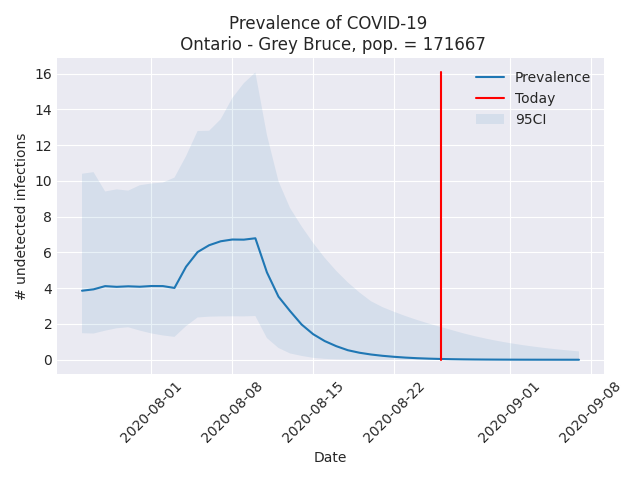 Prevalence of COVID-19
Ontario - Grey Bruce, pop. = 171667
Prevalence
Today
95CI
# undetected infections
16
14
12
10
8
6
4
2
0
2020-08-01
2020-08-08
2020-08-15
2020-08-22
2020-09-01
2020-09-08
Date